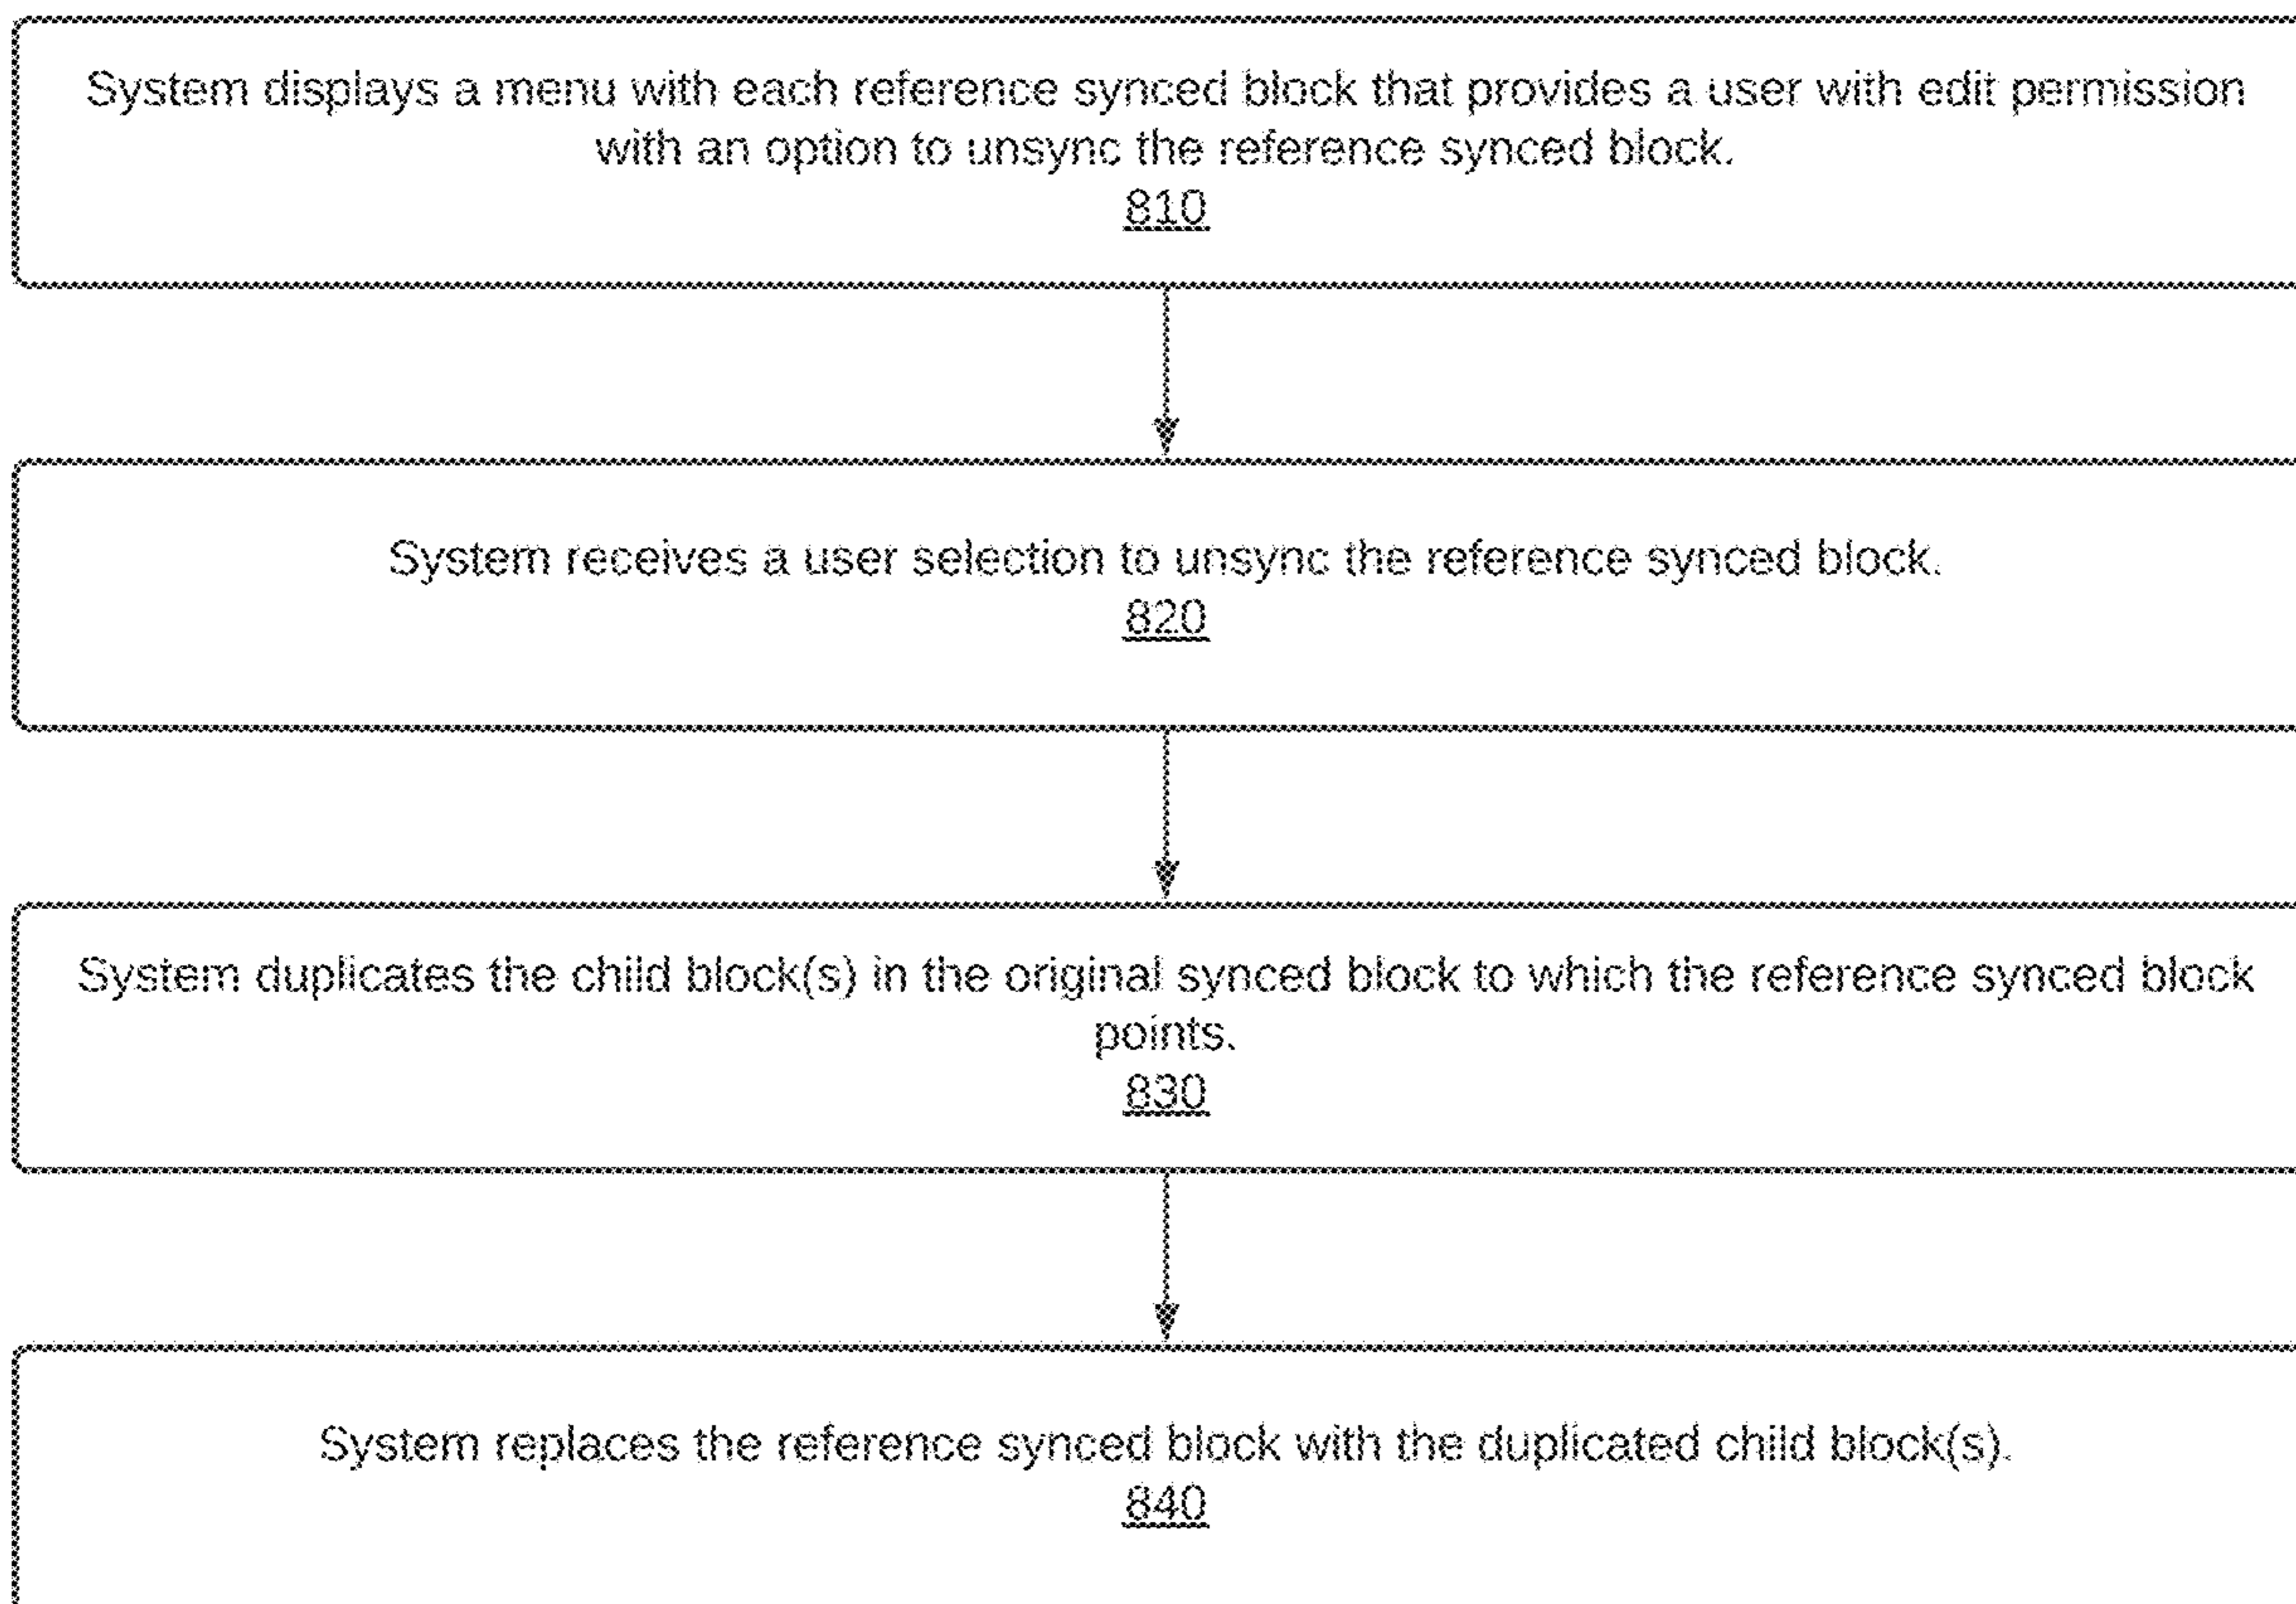 System displays a menu with each reference synced block that provides a user with edit permission
with an option to unsync the reference synced block.
810
System receives a user selection to unsync the reference synced block.
820
System duplicates the child block(s) in the original synced block to which the reference synced block
points.
830
System replaces the reference synced block with the duplicated child block(s).
840